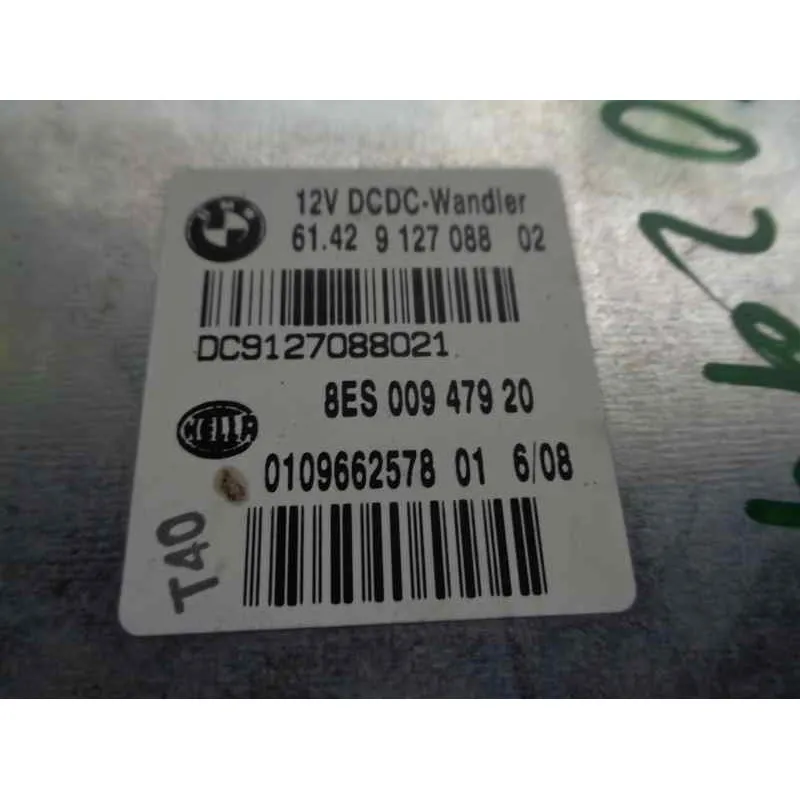 BMW
12V DCDC-Wandler
61.42 9 127 088 02
DC9127088021
8ES 009 479 20
HELLA
0109662578 01 6/08
T40